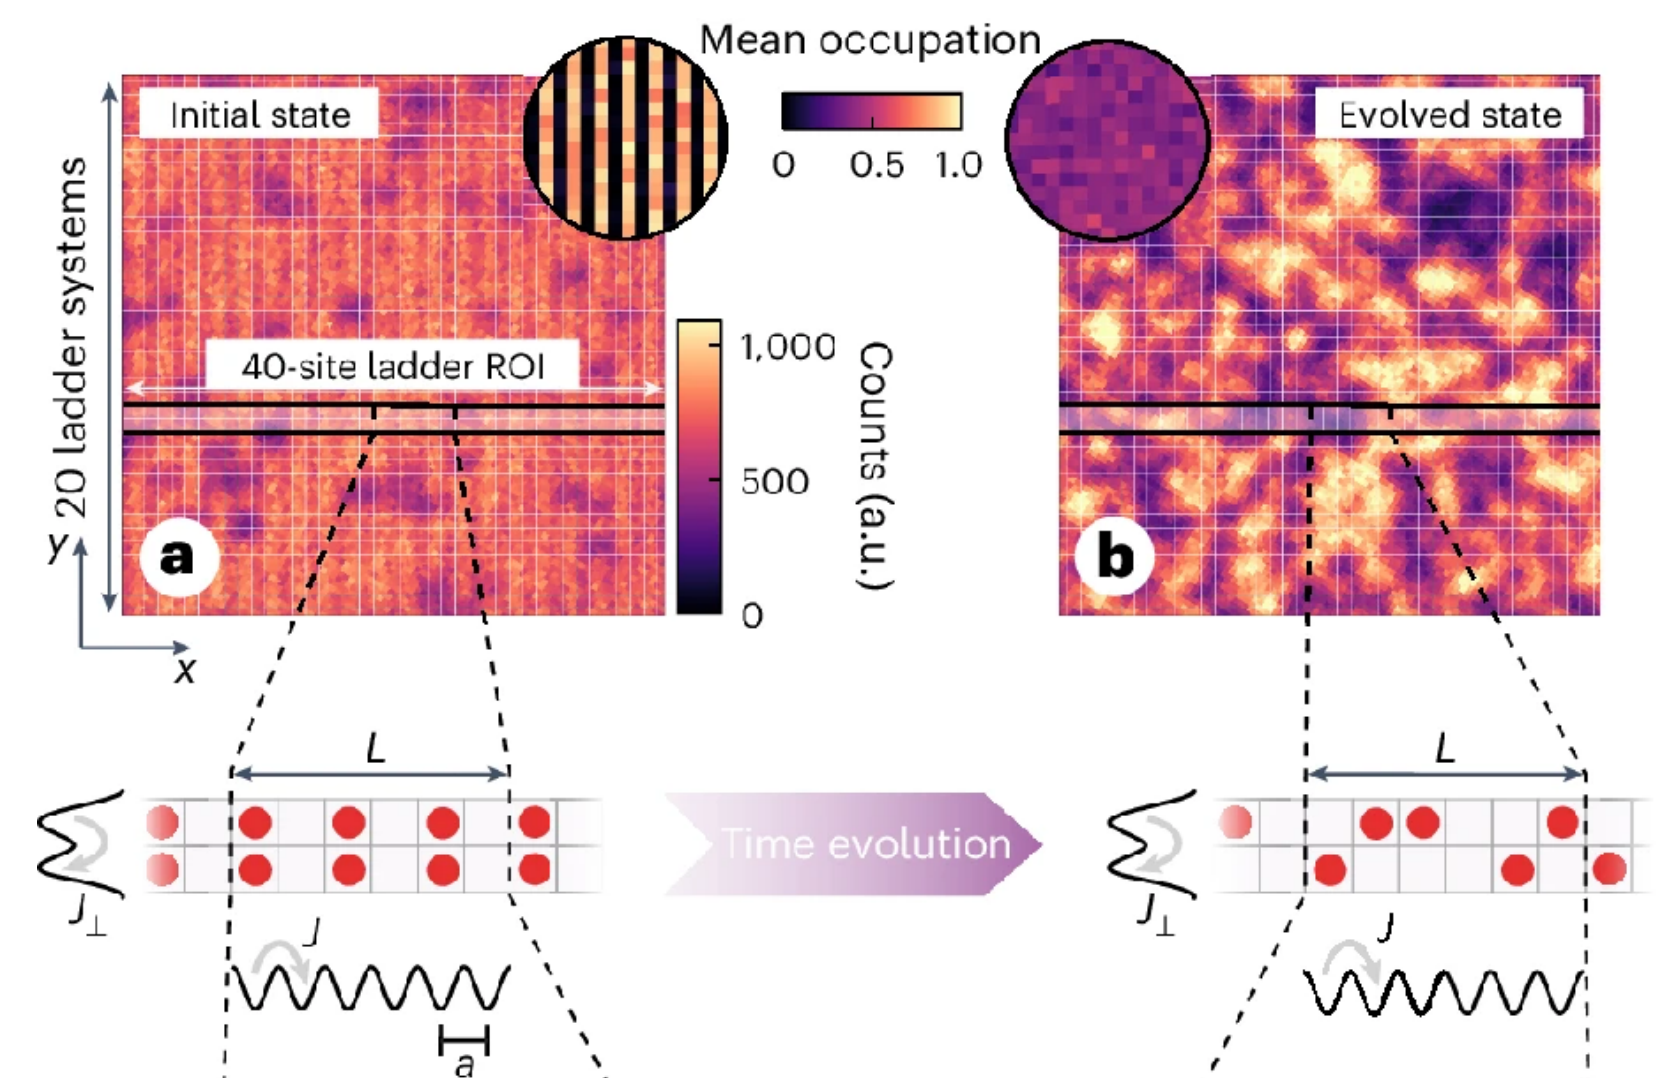 Mean occupation
0 0.5 1.0
Initial state
Evolved state
20 ladder systems
40-site ladder ROI
1,000
500
0
Counts (a.u.)
a
b
y
x
L
L
Time evolution
J⊥
J
J⊥
J
a